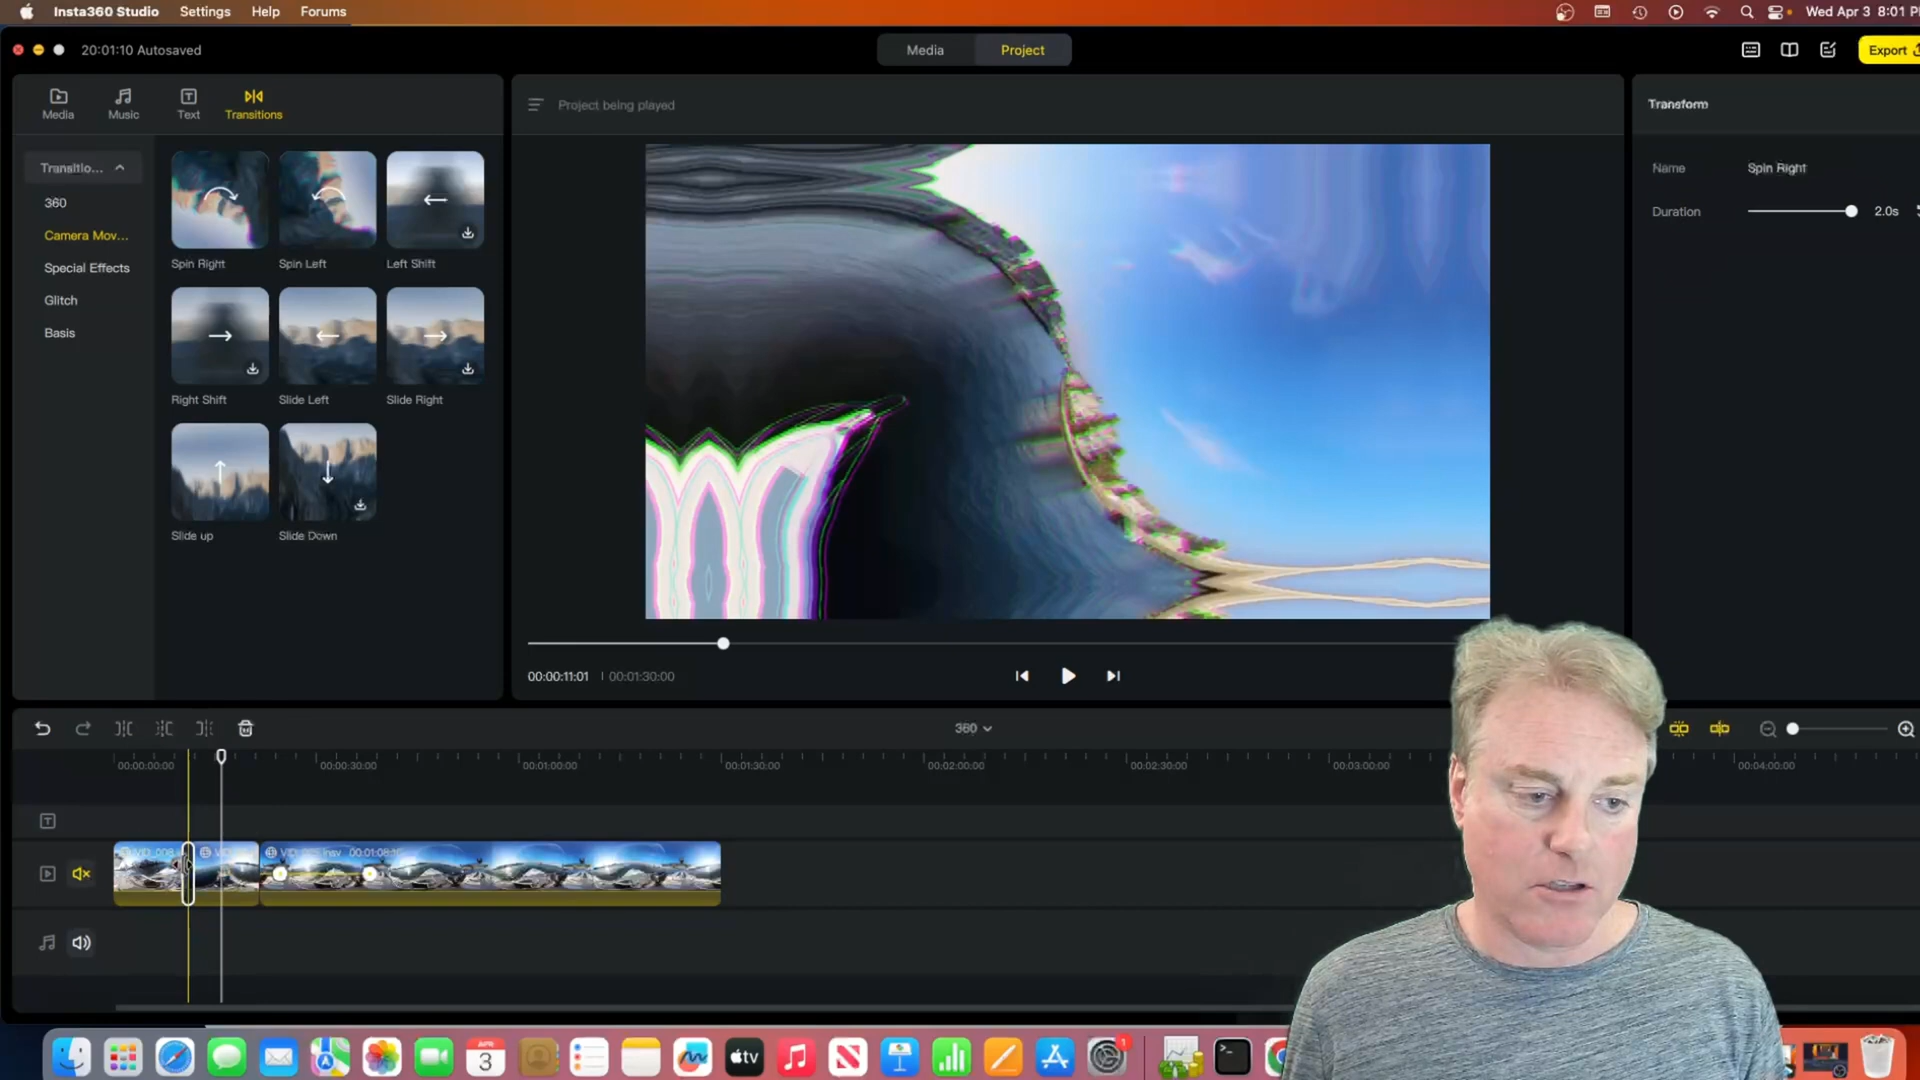 Insta360 Studio Settings Help Forums
Wed Apr 3 8:01 P
20:01:10 Autosaved
Media Project
Export
Media Music Text Transitions
Project being played
Transform
Transitio...
360
Camera Mov...
Special Effects
Glitch
Basis
Spin Right Spin Left Left Shift
Right Shift Slide Left Slide Right
Slide up Slide Down
Name Spin Right
Duration 2.0s
00:00:11:01 | 00:01:30:00
360
00:00:00:00 00:00:30:00 00:01:00:00 00:01:30:00 00:02:00:00 00:02:30:00 00:03:00:00 00:04:00:00
APR
3
tv
1